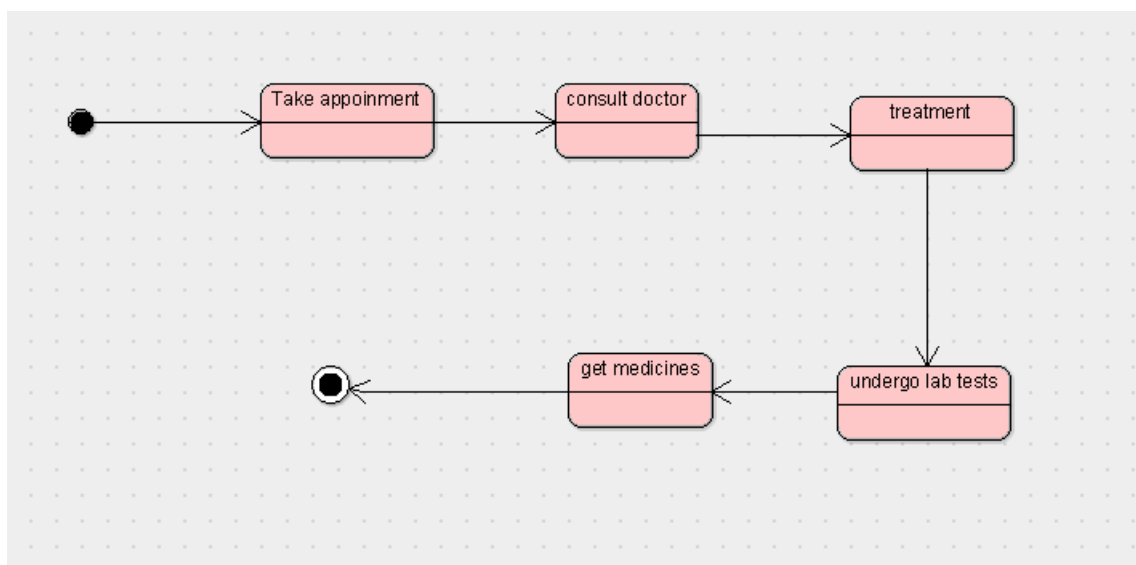 Take appoinment
consult doctor
treatment
undergo lab tests
get medicines